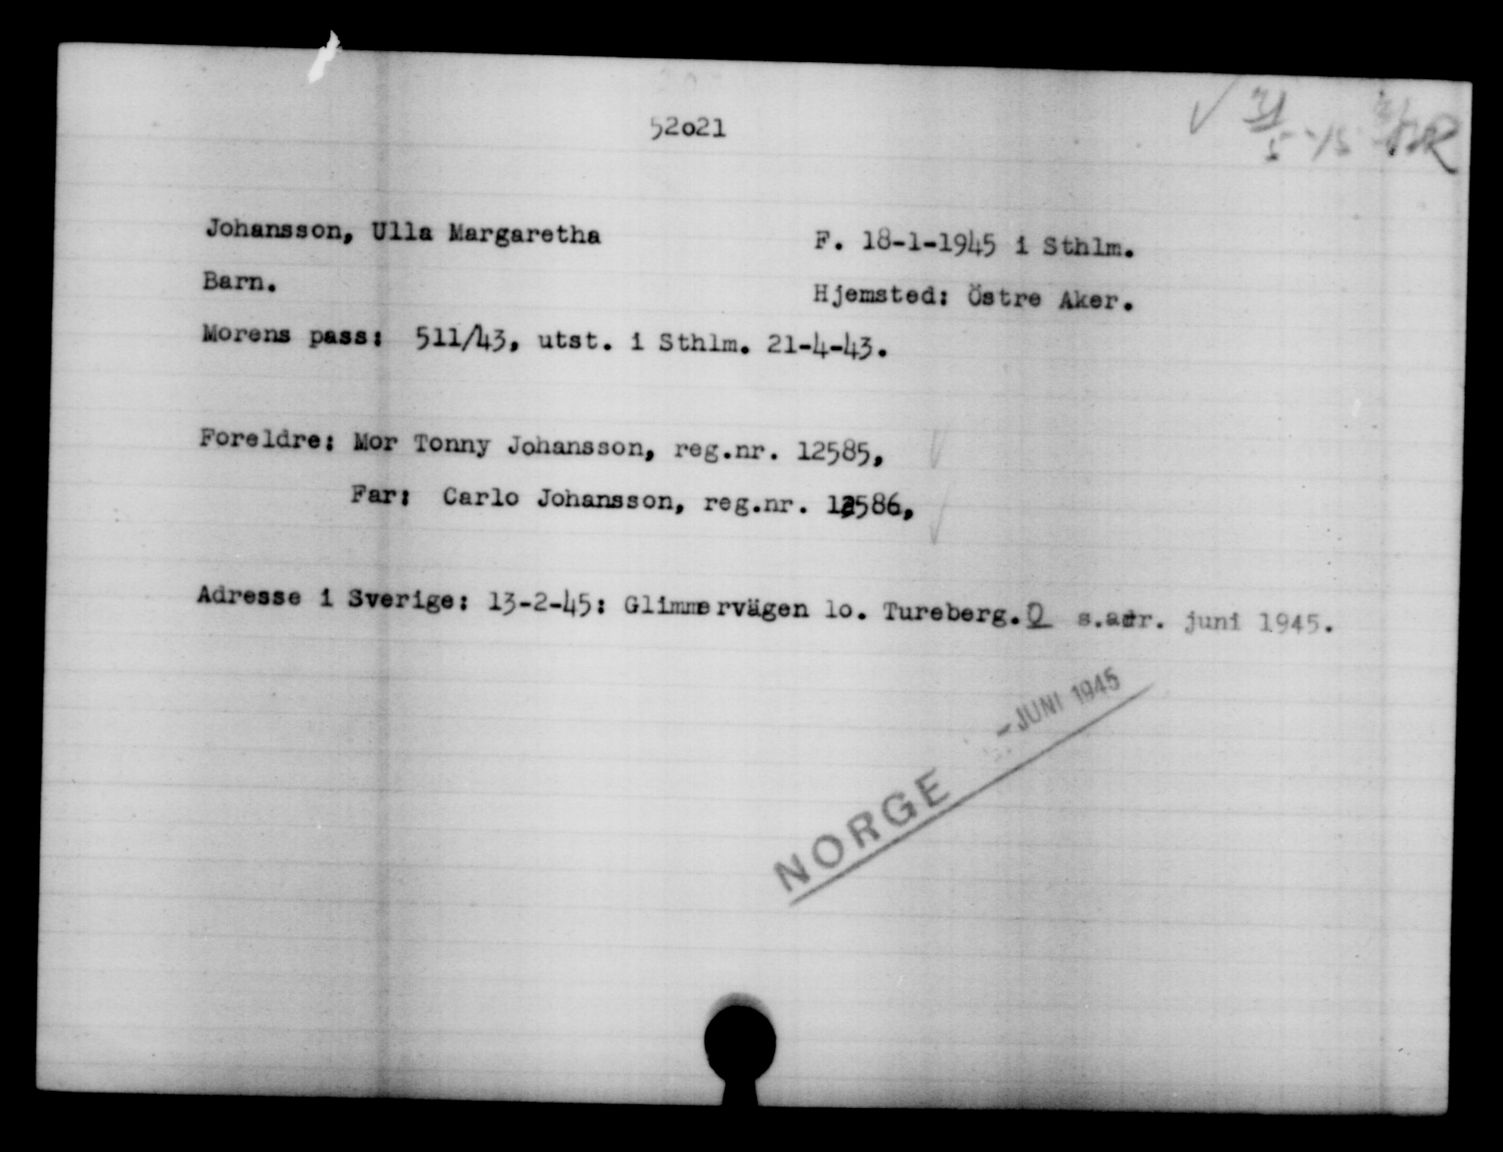 52o21
Johansson, Ulla Margaretha F. 18-1-1945 i Sthlm.
Barn. Hjemsted: Östre Aker.
Morens pass: 511/43, utst. i Sthlm. 21-4-43.
Foreldre: Mor Tonny Johansson, reg.nr. 12585,
Far: Carlo Johansson, reg.nr. 12586,
Adresse i Sverige: 13-2-45: Glimmervägen 1o. Tureberg. O s.adr. juni 1945.
- JUNI 1945
NORGE